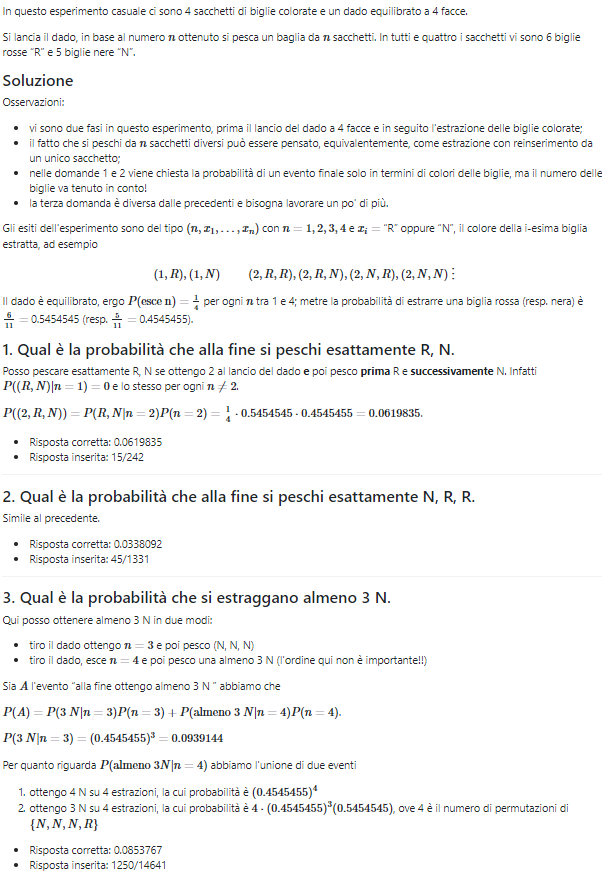 In questo esperimento casuale ci sono 4 sacchetti di biglie colorate e un dado equilibrato a 4 facce.
Si lancia il dado, in base al numero n ottenuto si pesca un baglia da n sacchetti. In tutti e quattro i sacchetti vi sono 6 biglie
rosse "R" e 5 biglie nere "N".
Soluzione
Osservazioni:
• vi sono due fasi in questo esperimento, prima il lancio del dado a 4 facce e in seguito l'estrazione delle biglie colorate;
• il fatto che si peschi da n sacchetti diversi può essere pensato, equivalentemente, come estrazione con reinserimento da
un unico sacchetto;
• nelle domande 1 e 2 viene chiesta la probabilità di un evento finale solo in termini di colori delle biglie, ma il numero delle
biglie va tenuto in conto!
• la terza domanda è diversa dalle precedenti e bisogna lavorare un po' di più.
Gli esiti dell'esperimento sono del tipo (n, x₁, …, xₙ) con n = 1, 2, 3, 4 e xᵢ = "R" oppure "N", il colore della i-esima biglia
estratta, ad esempio
(1, R), (1, N) (2, R, R), (2, R, N), (2, N, R), (2, N, N) ⋮
Il dado è equilibrato, ergo P(esce n) = 1/4 per ogni n tra 1 e 4; metre la probabilità di estrarre una biglia rossa (resp. nera) è
6/11 = 0.5454545 (resp. 5/11 = 0.4545455).
1. Qual è la probabilità che alla fine si peschi esattamente R, N.
Posso pescare esattamente R, N se ottengo 2 al lancio del dado e poi pesco prima R e successivamente N. Infatti
P((R, N)|n = 1) = 0 e lo stesso per ogni n ≠ 2.
P((2, R, N)) = P(R, N|n = 2)P(n = 2) = 1/4 · 0.5454545 · 0.4545455 = 0.0619835.
• Risposta corretta: 0.0619835
• Risposta inserita: 15/242
2. Qual è la probabilità che alla fine si peschi esattamente N, R, R.
Simile al precedente.
• Risposta corretta: 0.0338092
• Risposta inserita: 45/1331
3. Qual è la probabilità che si estraggano almeno 3 N.
Qui posso ottenere almeno 3 N in due modi:
• tiro il dado ottengo n = 3 e poi pesco (N, N, N)
• tiro il dado, esce n = 4 e poi pesco una almeno 3 N (l'ordine qui non è importante!!)
Sia A l'evento "alla fine ottengo almeno 3 N " abbiamo che
P(A) = P(3 N|n = 3)P(n = 3) + P(almeno 3 N|n = 4)P(n = 4).
P(3 N|n = 3) = (0.4545455)³ = 0.0939144
Per quanto riguarda P(almeno 3N|n = 4) abbiamo l'unione di due eventi
1. ottengo 4 N su 4 estrazioni, la cui probabilità è (0.4545455)⁴
2. ottengo 3 N su 4 estrazioni, la cui probabilità è 4 · (0.4545455)³(0.5454545), ove 4 è il numero di permutazioni di
{N, N, N, R}
• Risposta corretta: 0.0853767
• Risposta inserita: 1250/14641